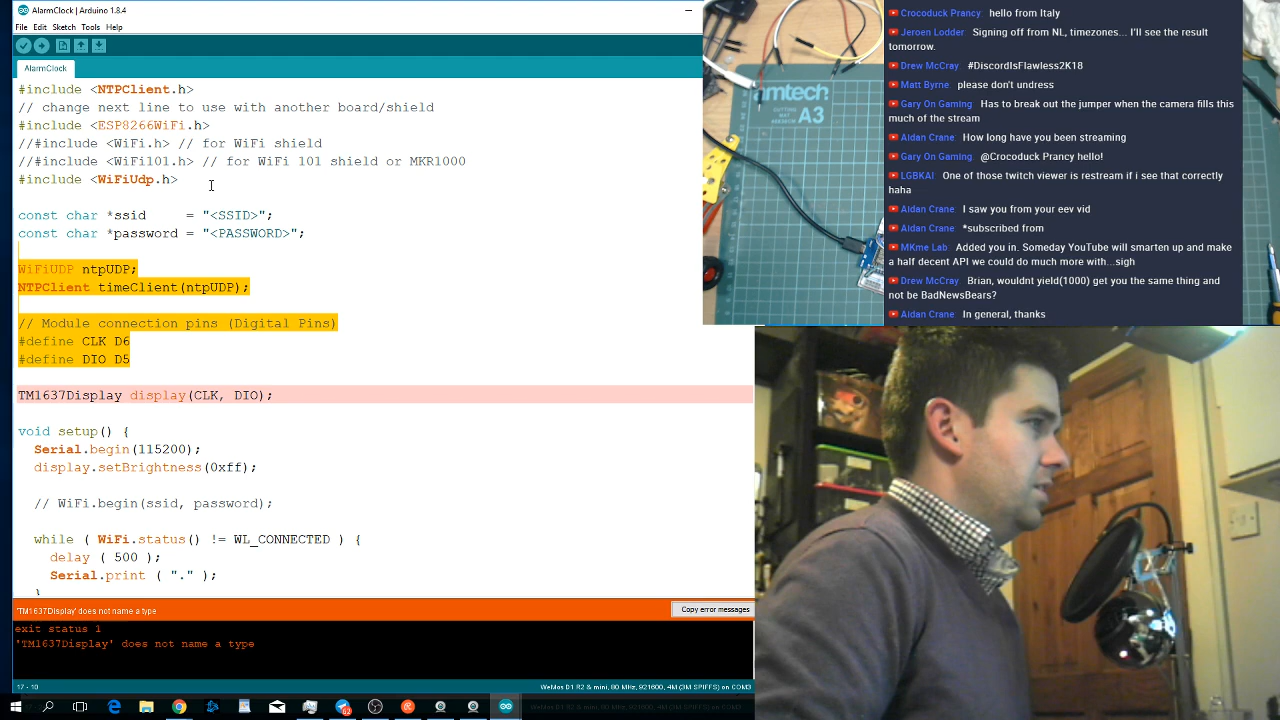 AlarmClock | Arduino 1.8.4
File Edit Sketch Tools Help
AlarmClock
#include <NTPClient.h>
// change next line to use with another board/shield
#include <ESP8266WiFi.h>
//#include <WiFi.h> // for WiFi shield
//#include <WiFi101.h> // for WiFi 101 shield or MKR1000
#include <WiFiUdp.h>
const char *ssid     = "<SSID>";
const char *password = "<PASSWORD>";
WiFiUDP ntpUDP;
NTPClient timeClient(ntpUDP);
// Module connection pins (Digital Pins)
#define CLK D6
#define DIO D5
TM1637Display display(CLK, DIO);
void setup() {
Serial.begin(115200);
display.setBrightness(0xff);
// WiFi.begin(ssid, password);
while ( WiFi.status() != WL_CONNECTED ) {
delay ( 500 );
Serial.print ( "." );
}
'TM1637Display' does not name a type
Copy error messages
exit status 1
'TM1637Display' does not name a type
17 - 10
WeMos D1 R2 & mini, 80 MHz, 921600, 4M (3M SPIFFS) on COM3
amtech
A3
Crocoduck Prancy hello from Italy
Jeroen Lodder Signing off from NL, timezones... I'll see the result
tomorrow.
Drew McCray #DiscordIsFlawless2K18
Matt Byrne please don't undress
Gary On Gaming Has to break out the jumper when the camera fills this
much of the stream
Aidan Crane How long have you been streaming
Gary On Gaming @Crocoduck Prancy hello!
LGBKAI One of those twitch viewer is restream if i see that correctly
haha
Aidan Crane I saw you from your eev vid
Aidan Crane *subscribed from
MKme Lab Added you in. Someday YouTube will smarten up and make
a half decent API we could do much more with...sigh
Drew McCray Brian, wouldnt yield(1000) get you the same thing and
not be BadNewsBears?
Aidan Crane In general, thanks